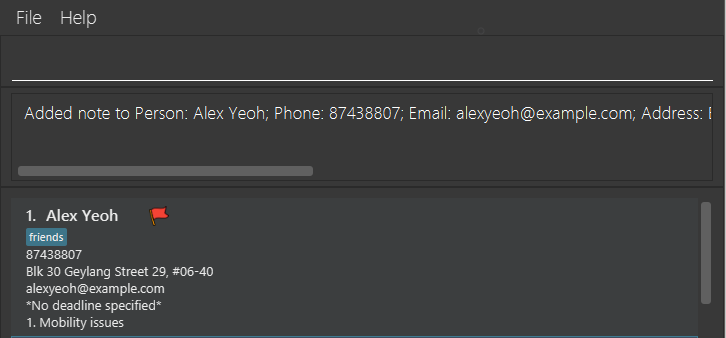 File Help
Added note to Person: Alex Yeoh; Phone: 87438807; Email: alexyeoh@example.com; Address:
1. Alex Yeoh
friends
87438807
Blk 30 Geylang Street 29, #06-40
alexyeoh@example.com
*No deadline specified*
1. Mobility issues